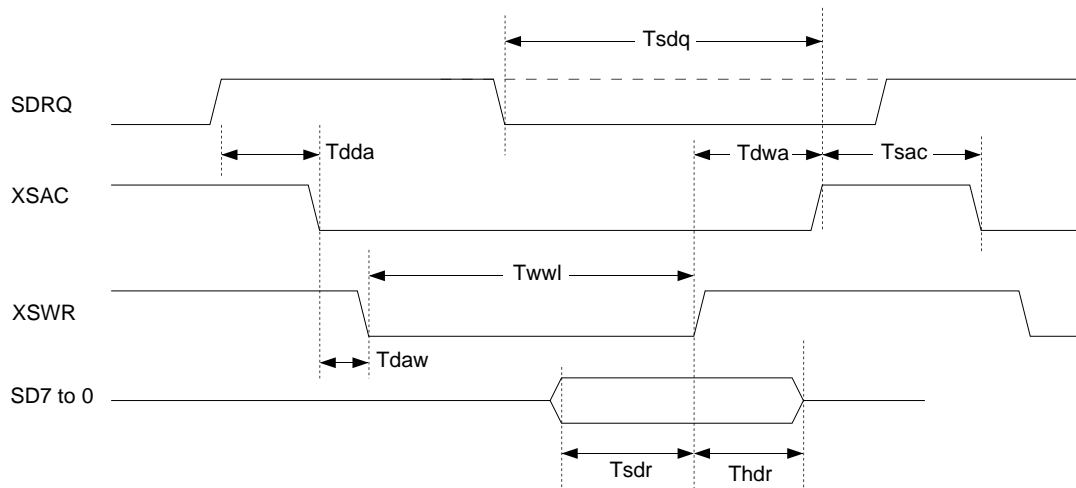 Tsdq
SDRQ
Tdda
Tdwa
Tsac
XSAC
Twwl
XSWR
Tdaw
SD7 to 0
Tsdr
Thdr